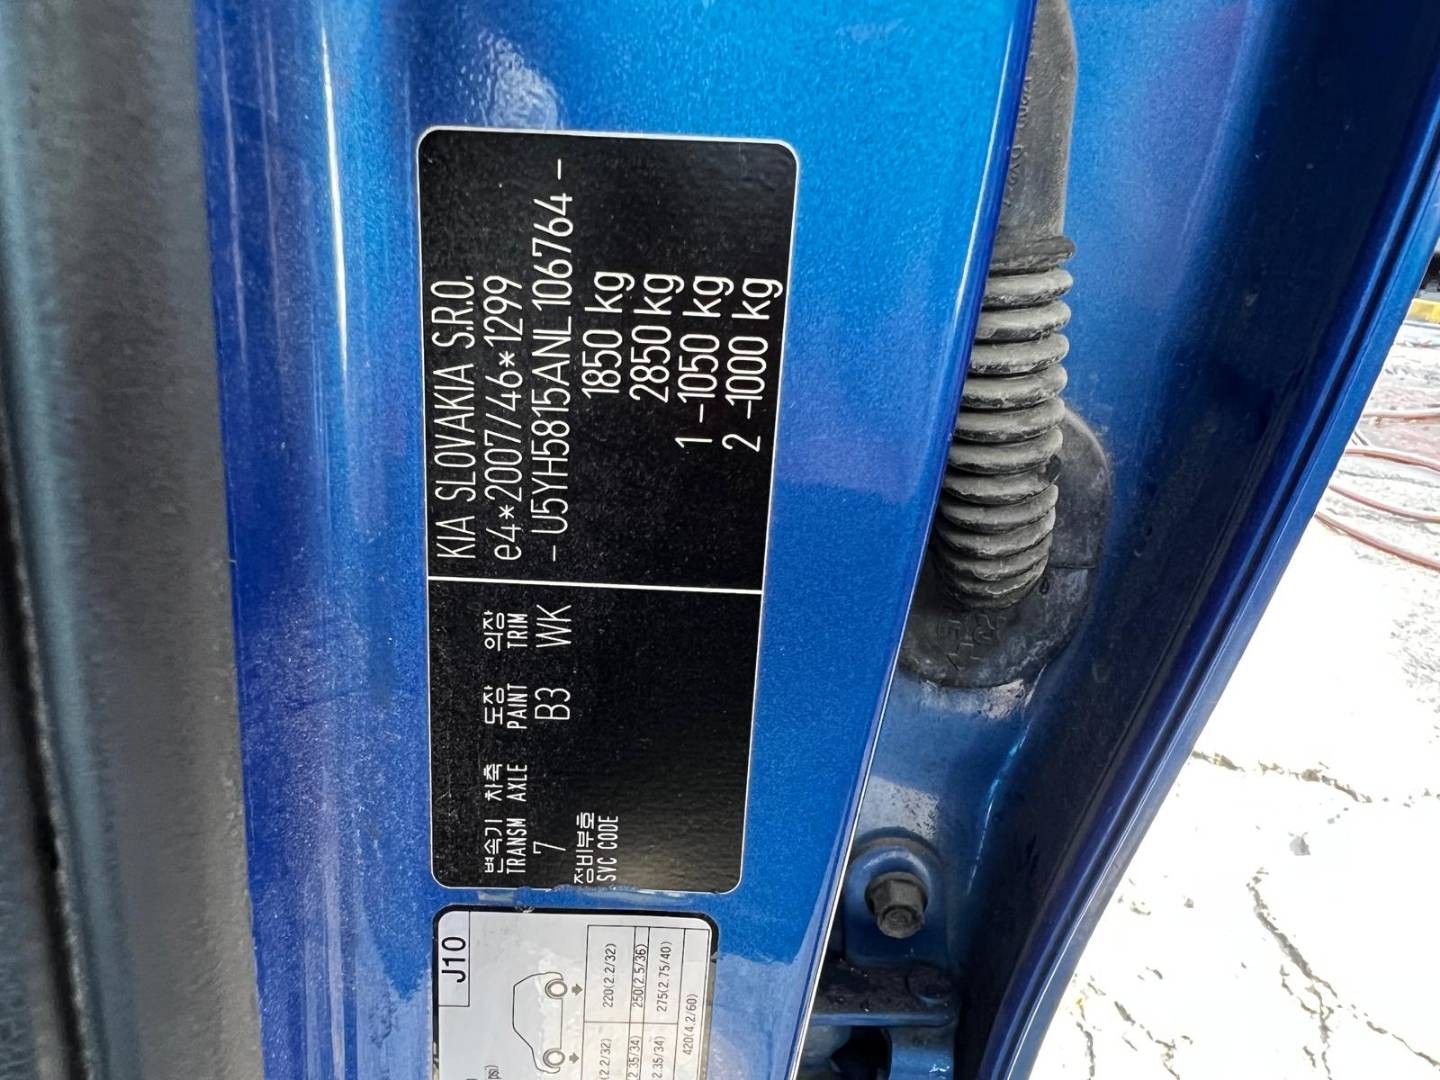 KIA SLOVAKIA S.R.O.
e4*2007/46*1299
- U5YH5815ANL106764 -
1850 kg
2850 kg
1 -1050 kg
2 -1000 kg
변속기 차축 도장 의장
TRANSM AXLE PAINT TRIM
7 B3 WK
정비부호
SVC CODE
J10
220(2.2/32)
250(2.5/36)
275(2.75/40)
420(4.2/60)